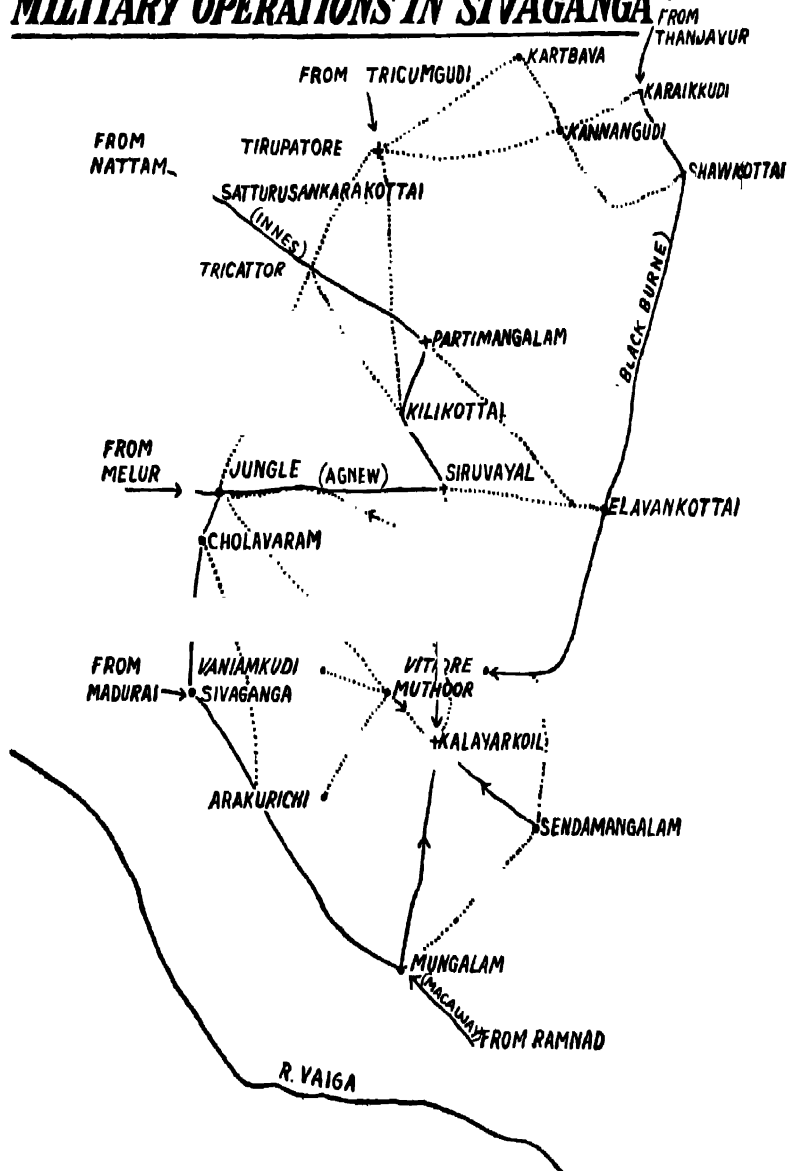 MILITARY OPERATIONS IN SIVAGANGA
FROM
THANJAVUR
KARTBAVA
FROM TRICUMGUDI
KARAIKKUDI
KANNANGUDI
FROM
NATTAM
TIRUPATORE
SHAWKOTTAI
SATTURUSANKARAKOTTAI
(INNES)
TRICATTOR
BLACK BURNE)
PARTIMANGALAM
KILIKOTTAI
FROM
MELUR
JUNGLE
(AGNEW)
SIRUVAYAL
ELAVANKOTTAI
CHOLAVARAM
FROM
MADURAI
VANIAMKUDI
SIVAGANGA
MUTHOOR
KALAYARKOIL
ARAKURICHI
SENDAMANGALAM
MUNGALAM
FROM RAMNAD
R. VAIGA